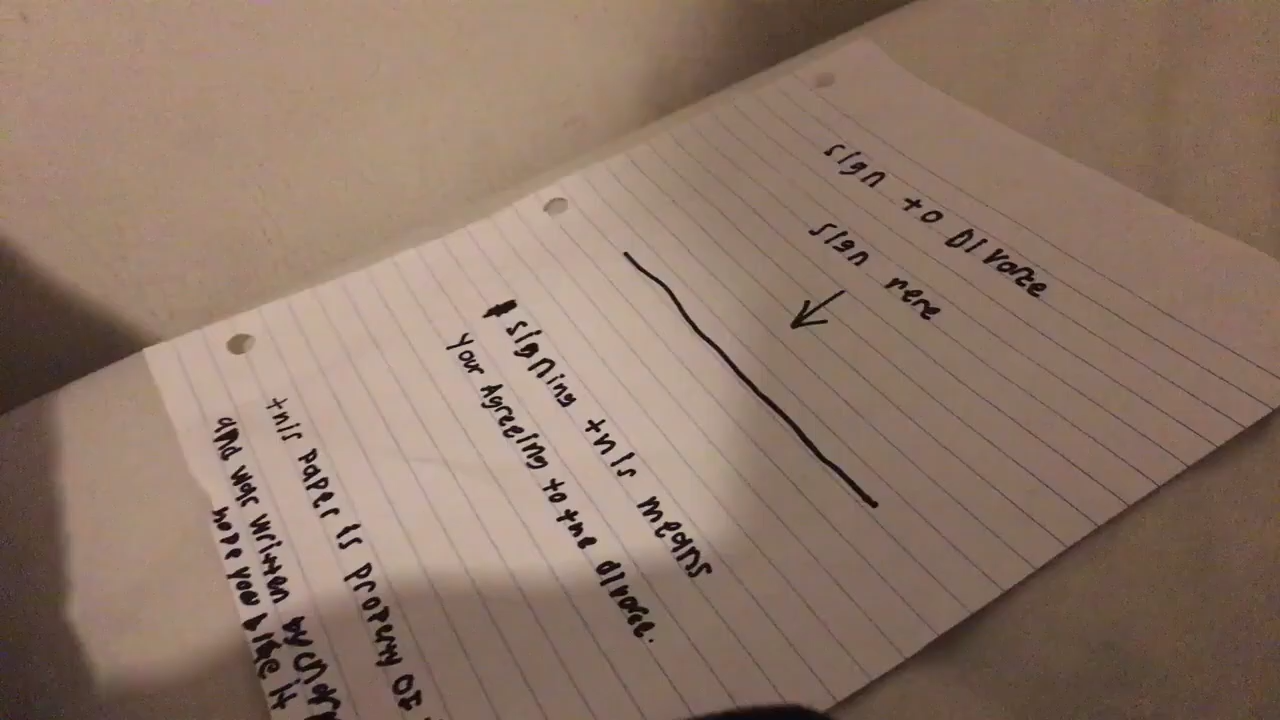 sign to Divorce
sign here
signing this means
your Agreeing to the divorce.
this paper is property of
and was written by
hope you like it